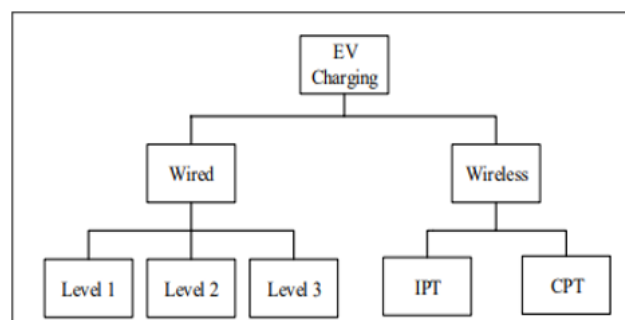 EV
Charging
Wired
Wireless
Level 1
Level 2
Level 3
IPT
CPT